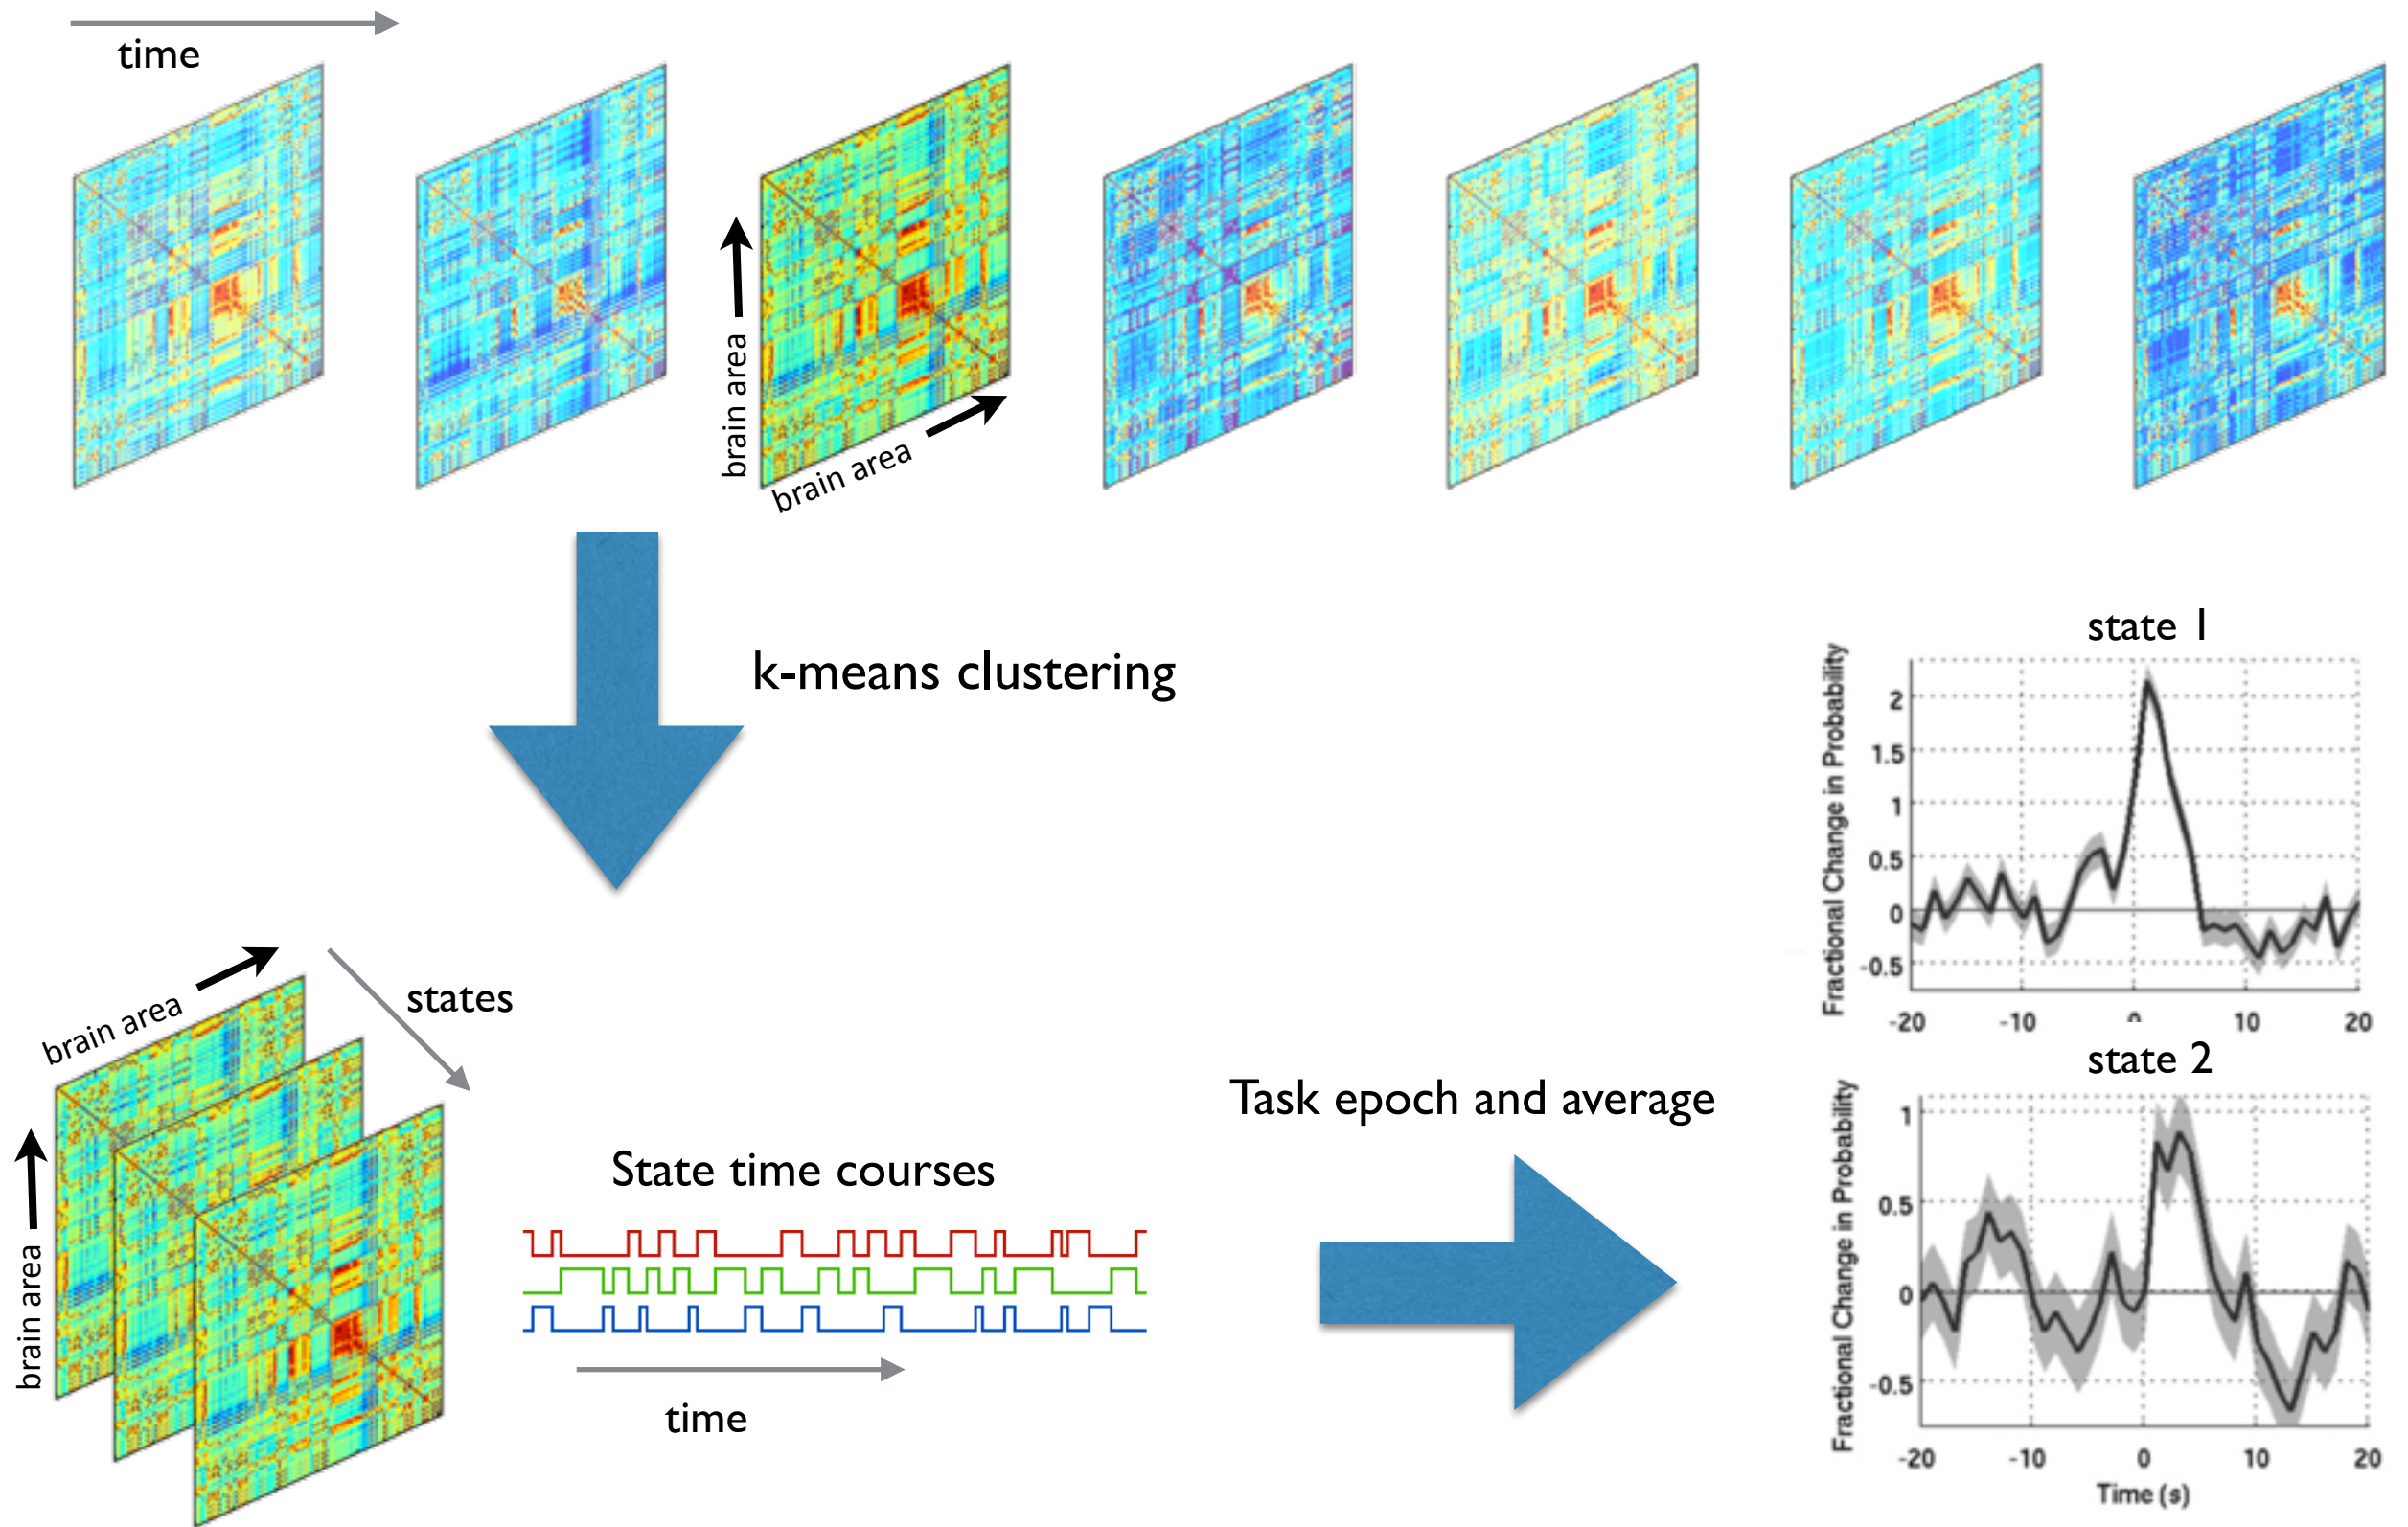 time
brain area
brain area
k-means clustering
state 1
Fractional Change in Probability
2
1.5
1
0.5
0
-0.5
-20
-10
0
10
20
brain area
states
brain area
State time courses
time
Task epoch and average
state 2
Fractional Change in Probability
1
0.5
0
-0.5
-20
-10
0
10
20
Time (s)